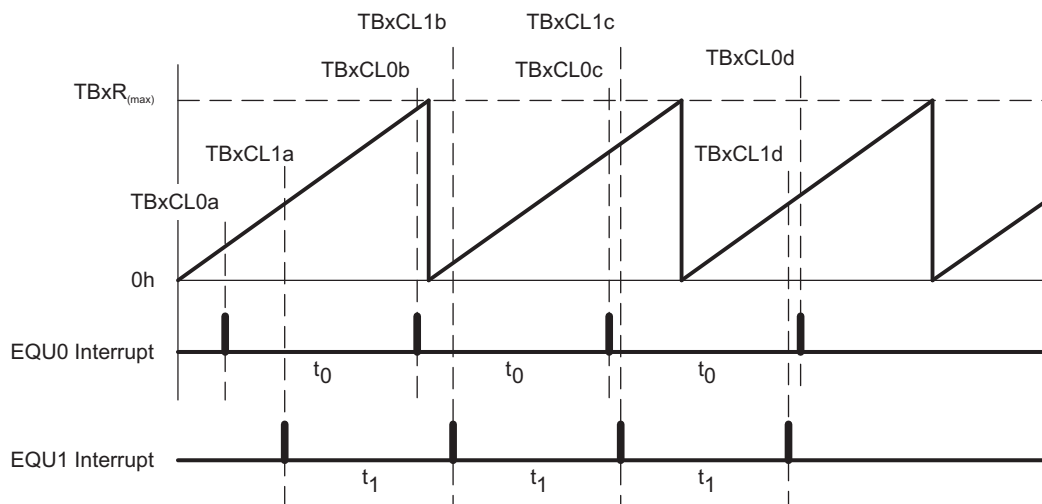 TBxCL1b TBxCL1c
TBxCL0b TBxCL0c TBxCL0d
TBxR(max)
TBxCL1a TBxCL1d
TBxCL0a
0h
EQU0 Interrupt
t0 t0 t0
EQU1 Interrupt
t1 t1 t1